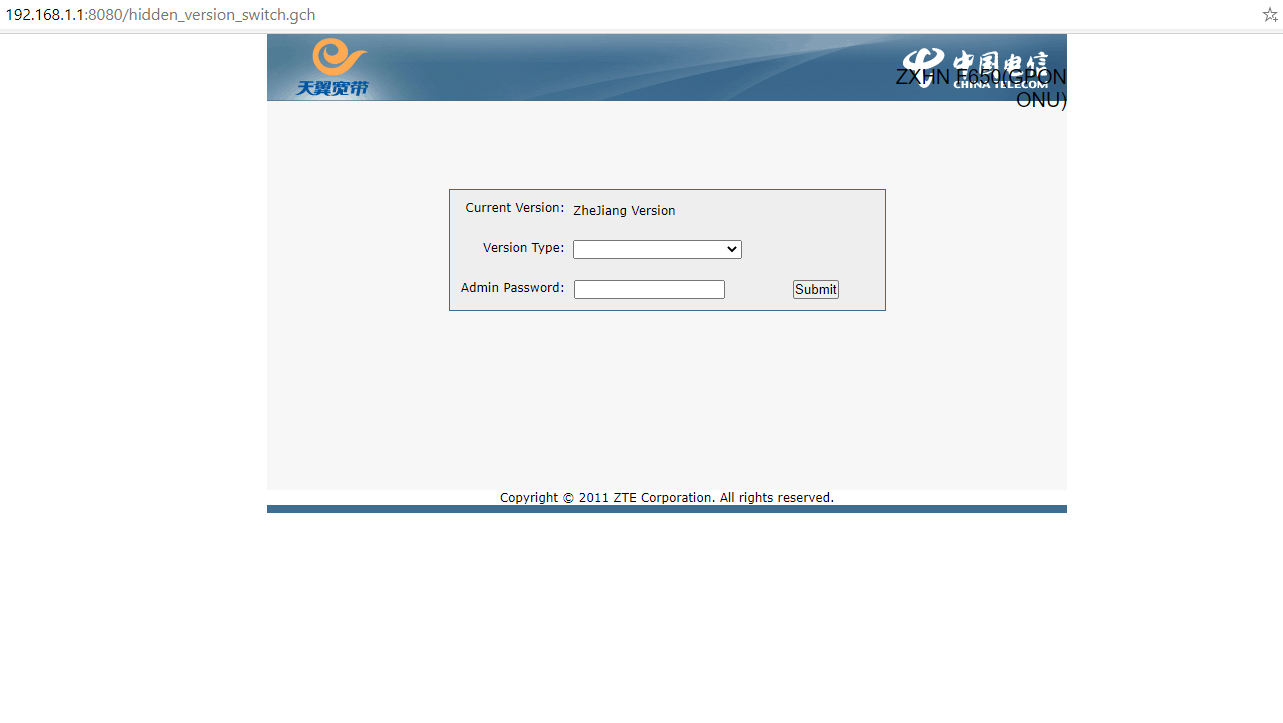 192.168.1.1:8080/hidden_version_switch.gch
天翼宽带
中国电信
CHINA TELECOM
ZXHN F650(GPON
ONU)
Current Version: ZheJiang Version
Version Type:
Admin Password: Submit
Copyright © 2011 ZTE Corporation. All rights reserved.